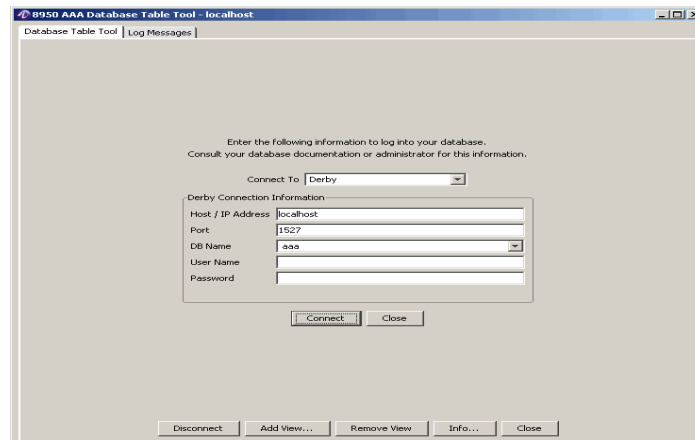 8950 AAA Database Table Tool - localhost
Database Table Tool Log Messages
Enter the following information to log into your database.
Consult your database documentation or administrator for this information.
Connect To Derby
Derby Connection Information
Host / IP Address localhost
Port 1527
DB Name aaa
User Name
Password
Connect Close
Disconnect Add View... Remove View Info... Close